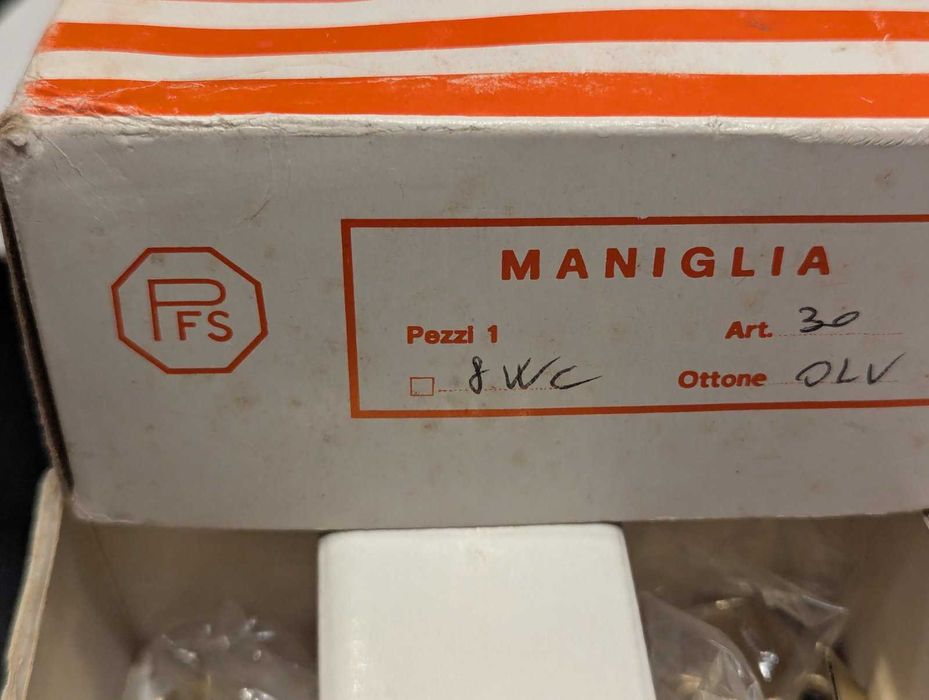 PFS
MANIGLIA
Pezzi 1 Art. 30
8 WC Ottone OLV